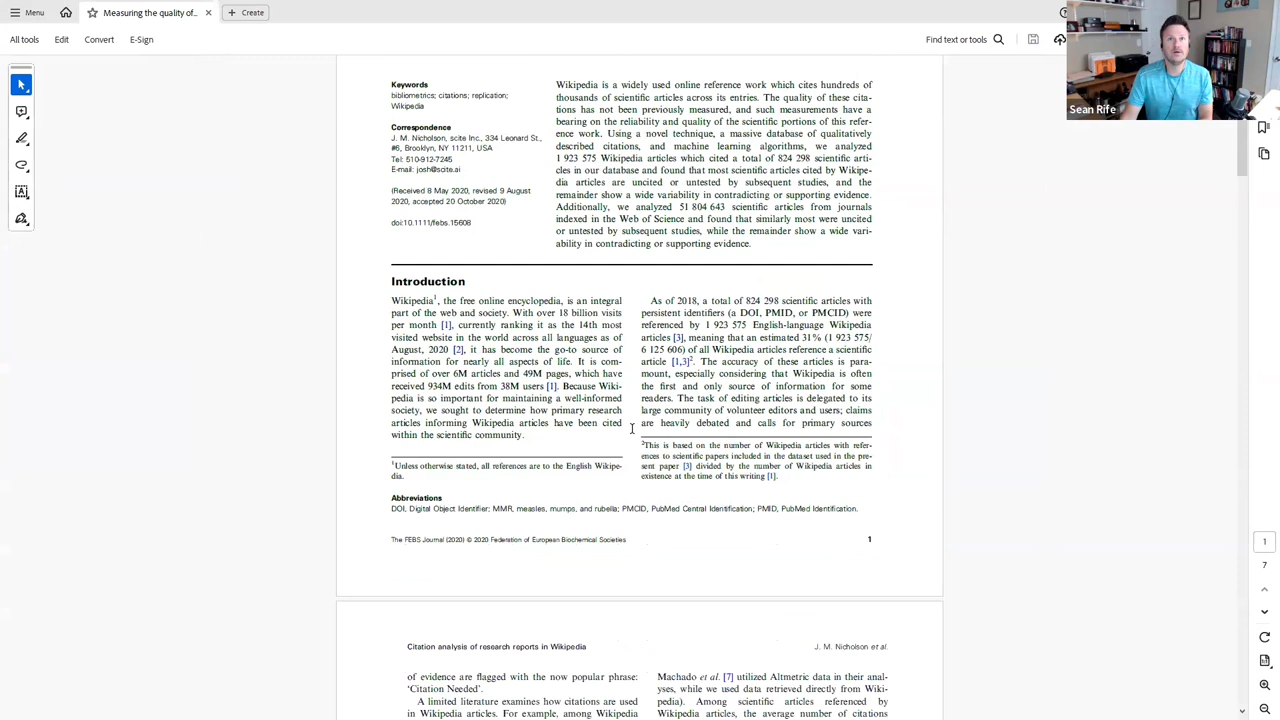 Menu
Measuring the quality of...
Create
All tools
Edit
Convert
E-Sign
Find text or tools
Sean Rife
Keywords
bibliometrics; citations; replication;
Wikipedia
Correspondence
J. M. Nicholson, scite Inc., 334 Leonard St.,
#6, Brooklyn, NY 11211, USA
Tel: 510-912-7245
E-mail: josh@scite.ai
(Received 8 May 2020, revised 9 August
2020, accepted 20 October 2020)
doi:10.1111/febs.15608
Wikipedia is a widely used online reference work which cites hundreds of
thousands of scientific articles across its entries. The quality of these cita-
tions has not been previously measured, and such measurements have a
bearing on the reliability and quality of the scientific portions of this refer-
ence work. Using a novel technique, a massive database of qualitatively
described citations, and machine learning algorithms, we analyzed
1 923 575 Wikipedia articles which cited a total of 824 298 scientific arti-
cles in our database and found that most scientific articles cited by Wikipe-
dia articles are uncited or untested by subsequent studies, and the
remainder show a wide variability in contradicting or supporting evidence.
Additionally, we analyzed 51 804 643 scientific articles from journals
indexed in the Web of Science and found that similarly most were uncited
or untested by subsequent studies, while the remainder show a wide vari-
ability in contradicting or supporting evidence.
Introduction
Wikipedia1, the free online encyclopedia, is an integral
part of the web and society. With over 18 billion visits
per month [1], currently ranking it as the 14th most
visited website in the world across all languages as of
August, 2020 [2], it has become the go-to source of
information for nearly all aspects of life. It is com-
prised of over 6M articles and 49M pages, which have
received 934M edits from 38M users [1]. Because Wiki-
pedia is so important for maintaining a well-informed
society, we sought to determine how primary research
articles informing Wikipedia articles have been cited
within the scientific community.
1Unless otherwise stated, all references are to the English Wikipe-
dia.
As of 2018, a total of 824 298 scientific articles with
persistent identifiers (a DOI, PMID, or PMCID) were
referenced by 1 923 575 English-language Wikipedia
articles [3], meaning that an estimated 31% (1 923 575/
6 125 606) of all Wikipedia articles reference a scientific
article [1,3]2. The accuracy of these articles is para-
mount, especially considering that Wikipedia is often
the first and only source of information for some
readers. The task of editing articles is delegated to its
large community of volunteer editors and users; claims
are heavily debated and calls for primary sources
2This is based on the number of Wikipedia articles with refer-
ences to scientific papers included in the dataset used in the pre-
sent paper [3] divided by the number of Wikipedia articles in
existence at the time of this writing [1].
Abbreviations
DOI, Digital Object Identifier; MMR, measles, mumps, and rubella; PMCID, PubMed Central Identification; PMID, PubMed Identification.
The FEBS Journal (2020) © 2020 Federation of European Biochemical Societies
1
1
7
Citation analysis of research reports in Wikipedia
J. M. Nicholson et al.
of evidence are flagged with the now popular phrase:
'Citation Needed'.
A limited literature examines how citations are used
in Wikipedia articles. For example, among Wikipedia
Machado et al. [7] utilized Altmetric data in their anal-
yses, while we used data retrieved directly from Wiki-
pedia). Among scientific articles referenced by
Wikipedia articles, the average number of citations